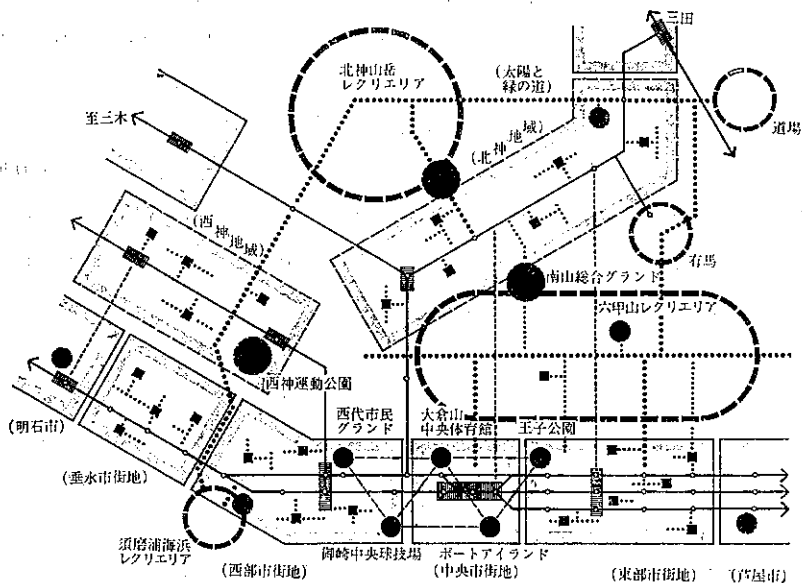 三田
北神山岳
レクリエリア
(太陽と
緑の道)
至三木
道場
(北神地域)
(西神地域)
有馬
南山総合グランド
六甲山レクリエリア
西神運動公園
西代市民
グランド
大倉山
中央体育館
王子公園
(明石市)
(垂水市街地)
須磨浦海浜
レクリエリア
御崎中央球技場
ポートアイランド
(西部市街地)
(中央市街地)
(東部市街地)
(芦屋市)